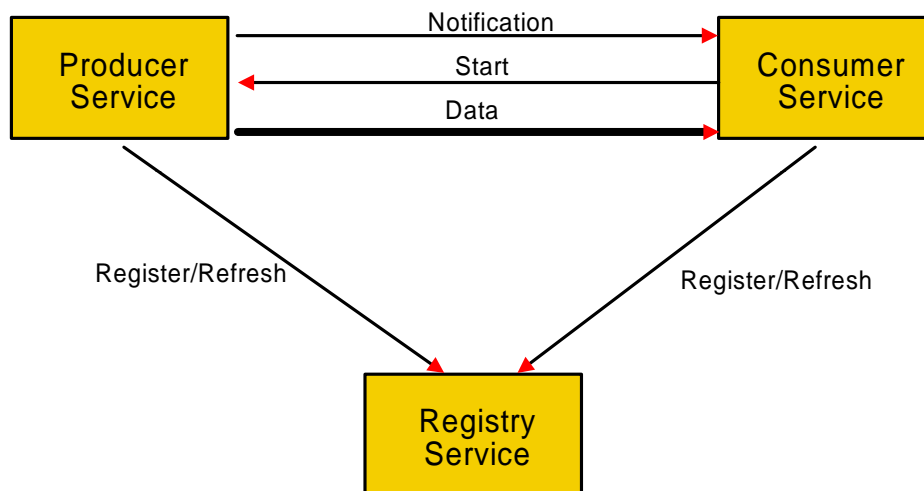 Notification
Producer
Service
Start
Consumer
Service
Data
Register/Refresh
Register/Refresh
Registry
Service